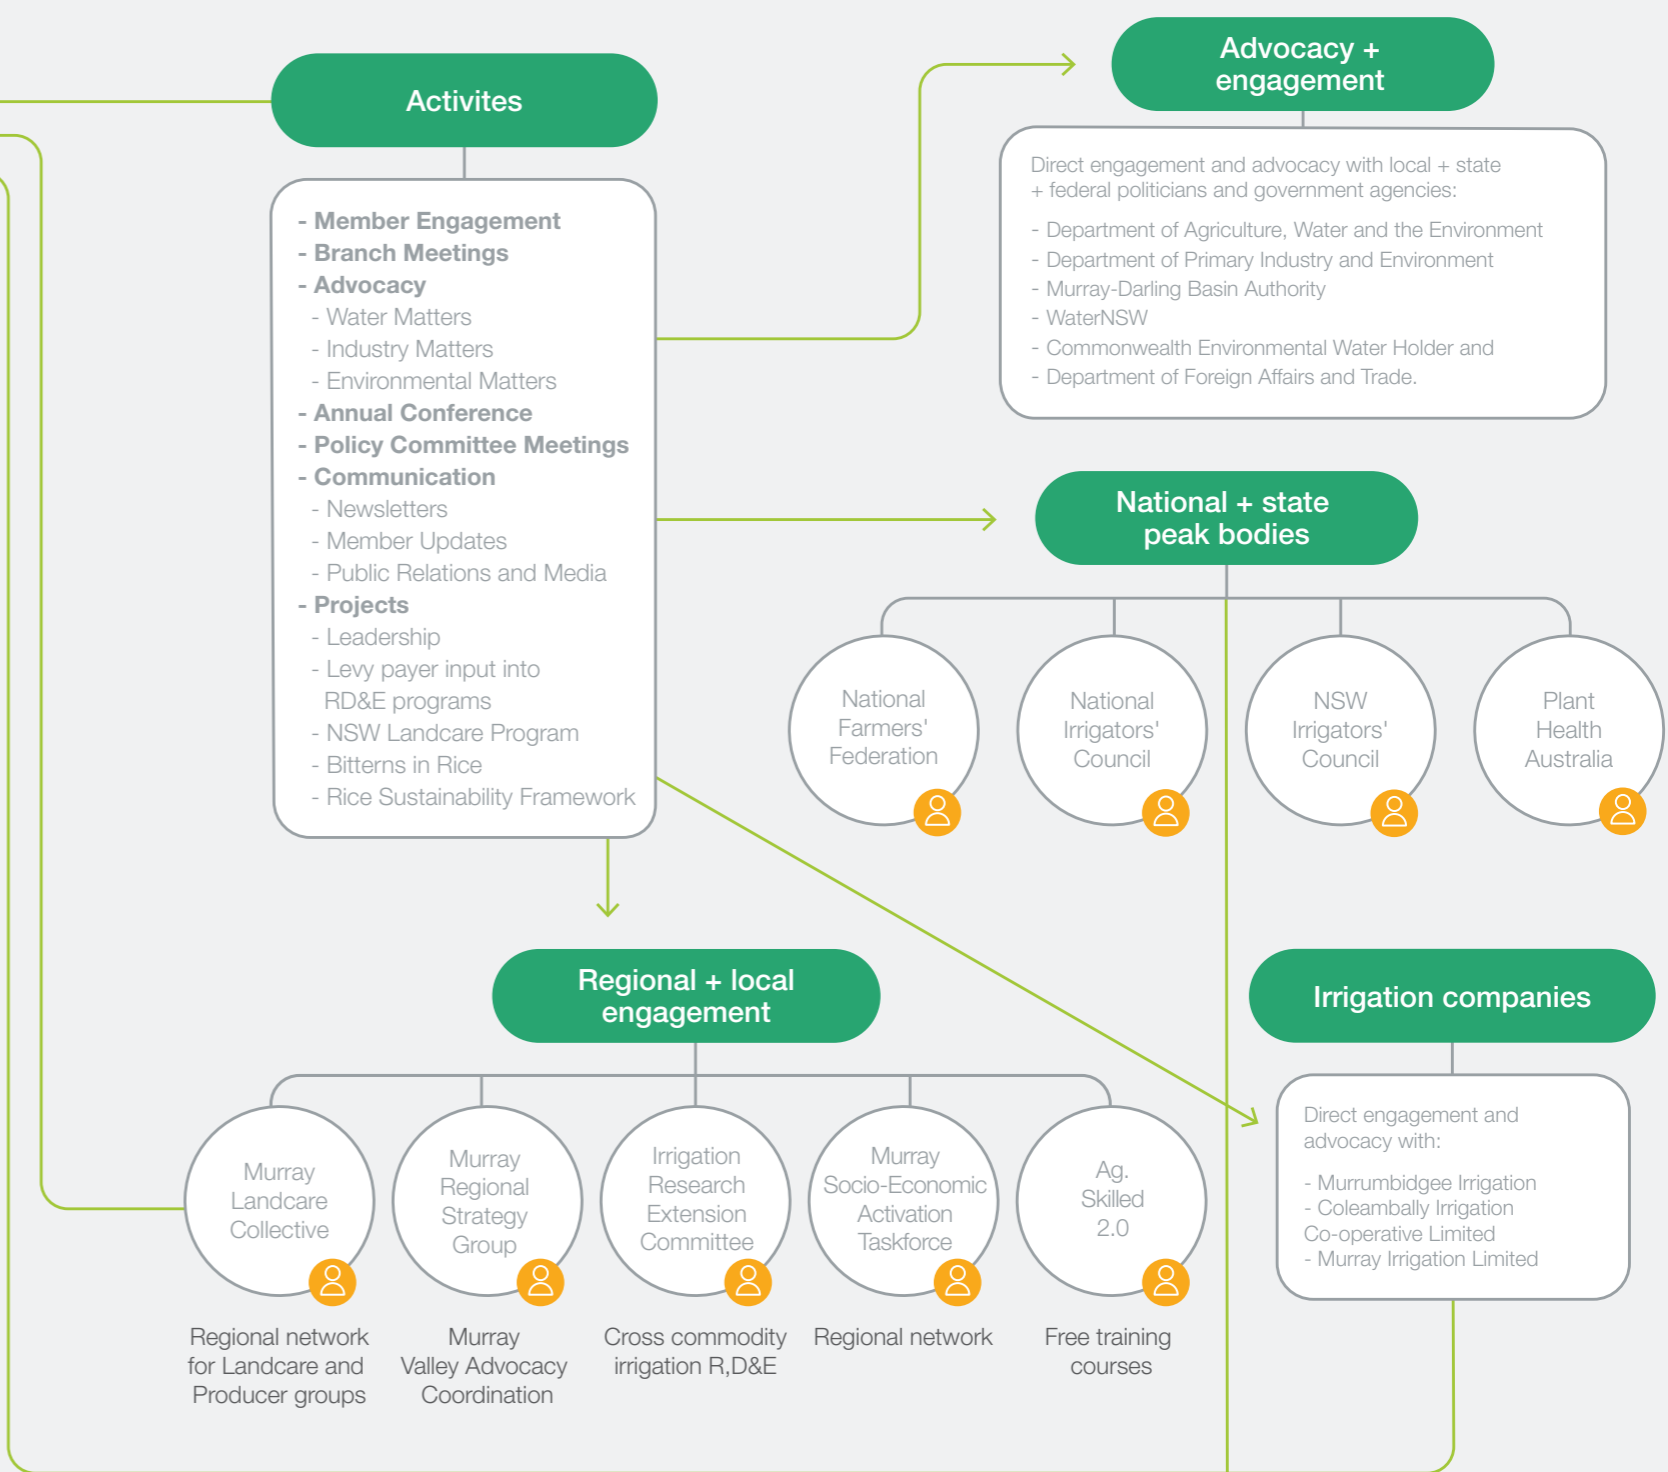 Activites
- Member Engagement
- Branch Meetings
- Advocacy
- Water Matters
- Industry Matters
- Environmental Matters
- Annual Conference
- Policy Committee Meetings
- Communication
- Newsletters
- Member Updates
- Public Relations and Media
- Projects
- Leadership
- Levy payer input into
RD&E programs
- NSW Landcare Program
- Bitterns in Rice
- Rice Sustainability Framework
Advocacy +
engagement
Direct engagement and advocacy with local + state
+ federal politicians and government agencies:
- Department of Agriculture, Water and the Environment
- Department of Primary Industry and Environment
- Murray-Darling Basin Authority
- WaterNSW
- Commonwealth Environmental Water Holder and
- Department of Foreign Affairs and Trade.
National + state
peak bodies
National
Farmers'
Federation
National
Irrigators'
Council
NSW
Irrigators'
Council
Plant
Health
Australia
Regional + local
engagement
Murray
Landcare
Collective
Regional network
for Landcare and
Producer groups
Murray
Regional
Strategy
Group
Murray
Valley Advocacy
Coordination
Irrigation
Research
Extension
Committee
Cross commodity
irrigation R,D&E
Murray
Socio-Economic
Activation
Taskforce
Regional network
Ag.
Skilled
2.0
Free training
courses
Irrigation companies
Direct engagement and
advocacy with:
- Murrumbidgee Irrigation
- Coleambally Irrigation
Co-operative Limited
- Murray Irrigation Limited